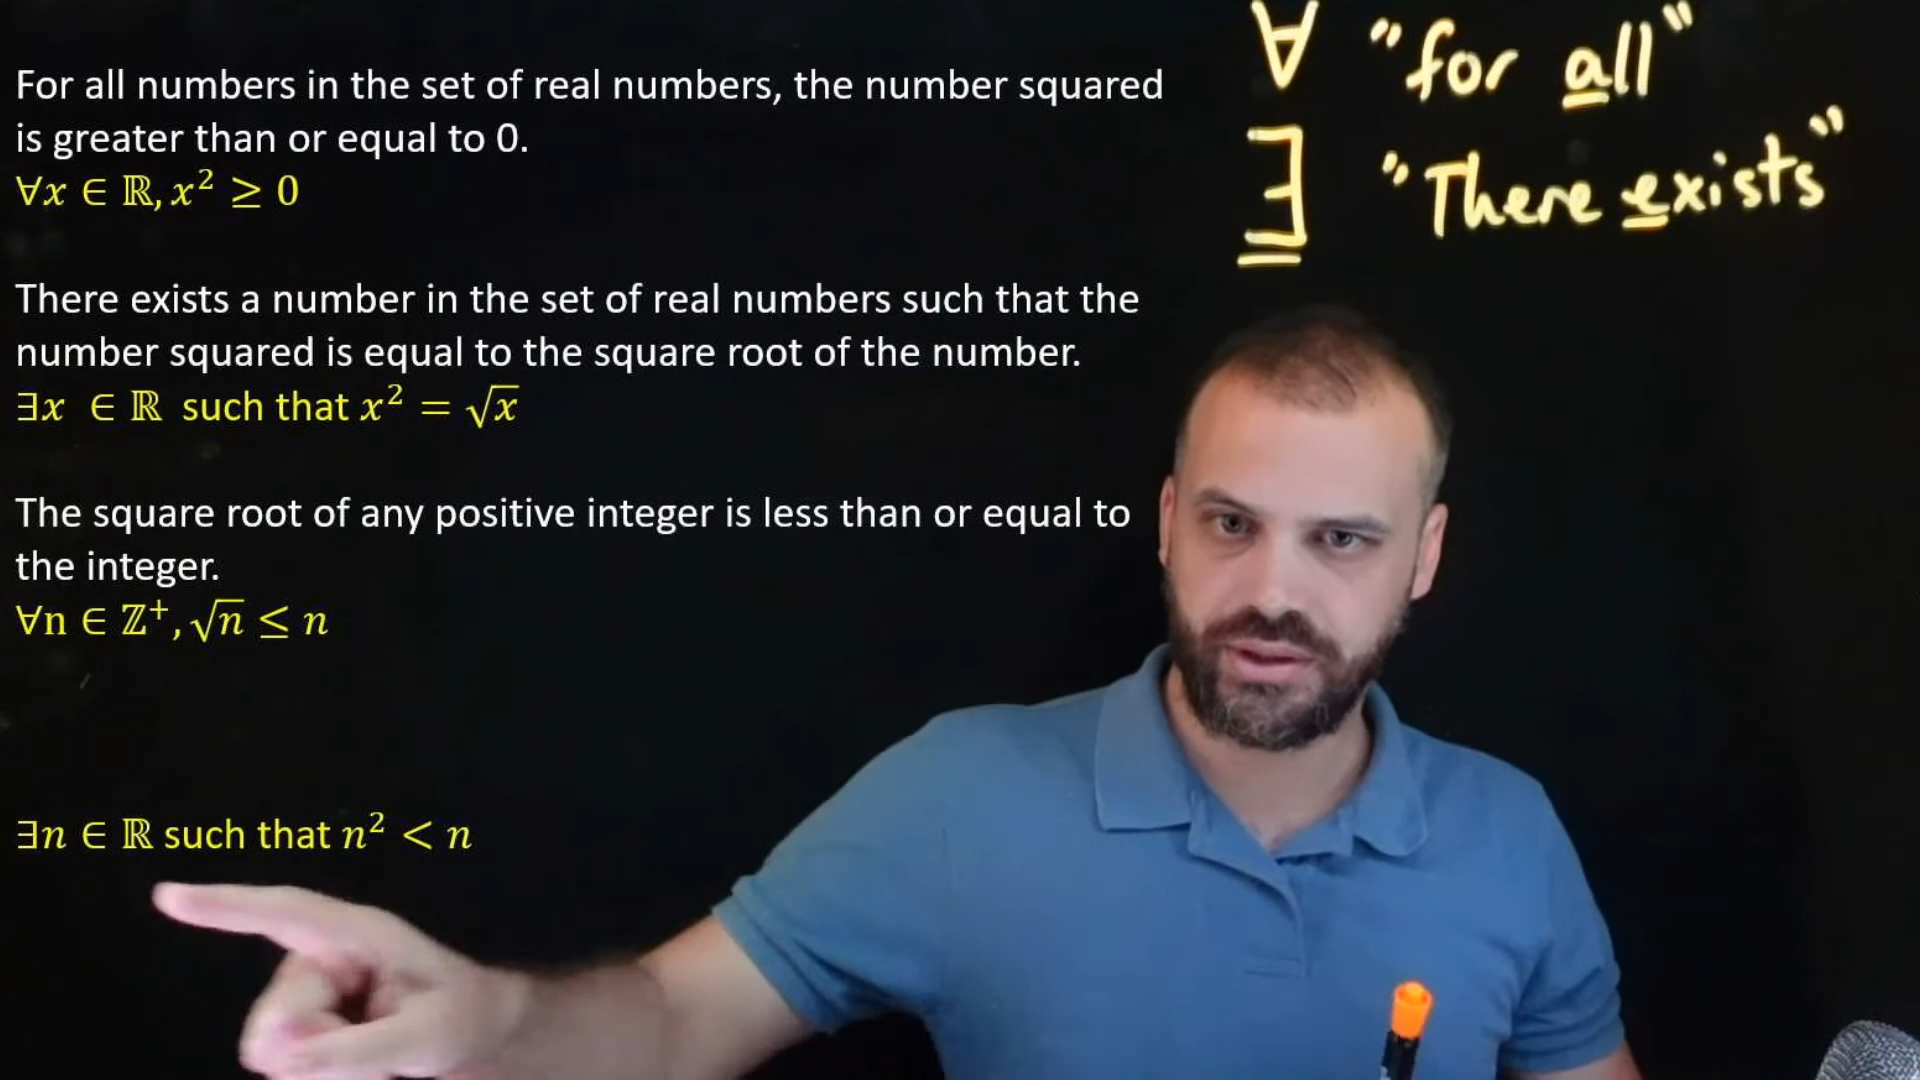 For all numbers in the set of real numbers, the number squared
is greater than or equal to 0.
∀x ∈ ℝ, x² ≥ 0
There exists a number in the set of real numbers such that the
number squared is equal to the square root of the number.
∃x ∈ ℝ such that x² = √x
The square root of any positive integer is less than or equal to
the integer.
∀n ∈ ℤ⁺, √n ≤ n
∃n ∈ ℝ such that n² < n
∀ "for all"
∃ "There exists"